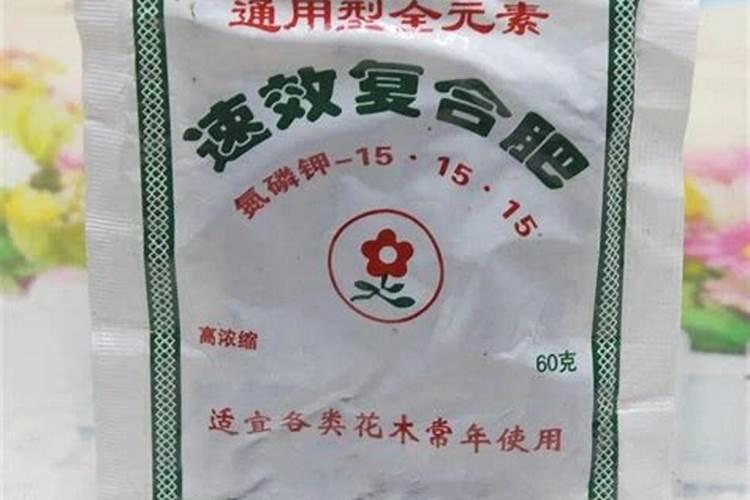 通用型全元素
速效复合肥
氮磷钾-15·15·15
高浓缩
60克
适宜各类花木常年使用